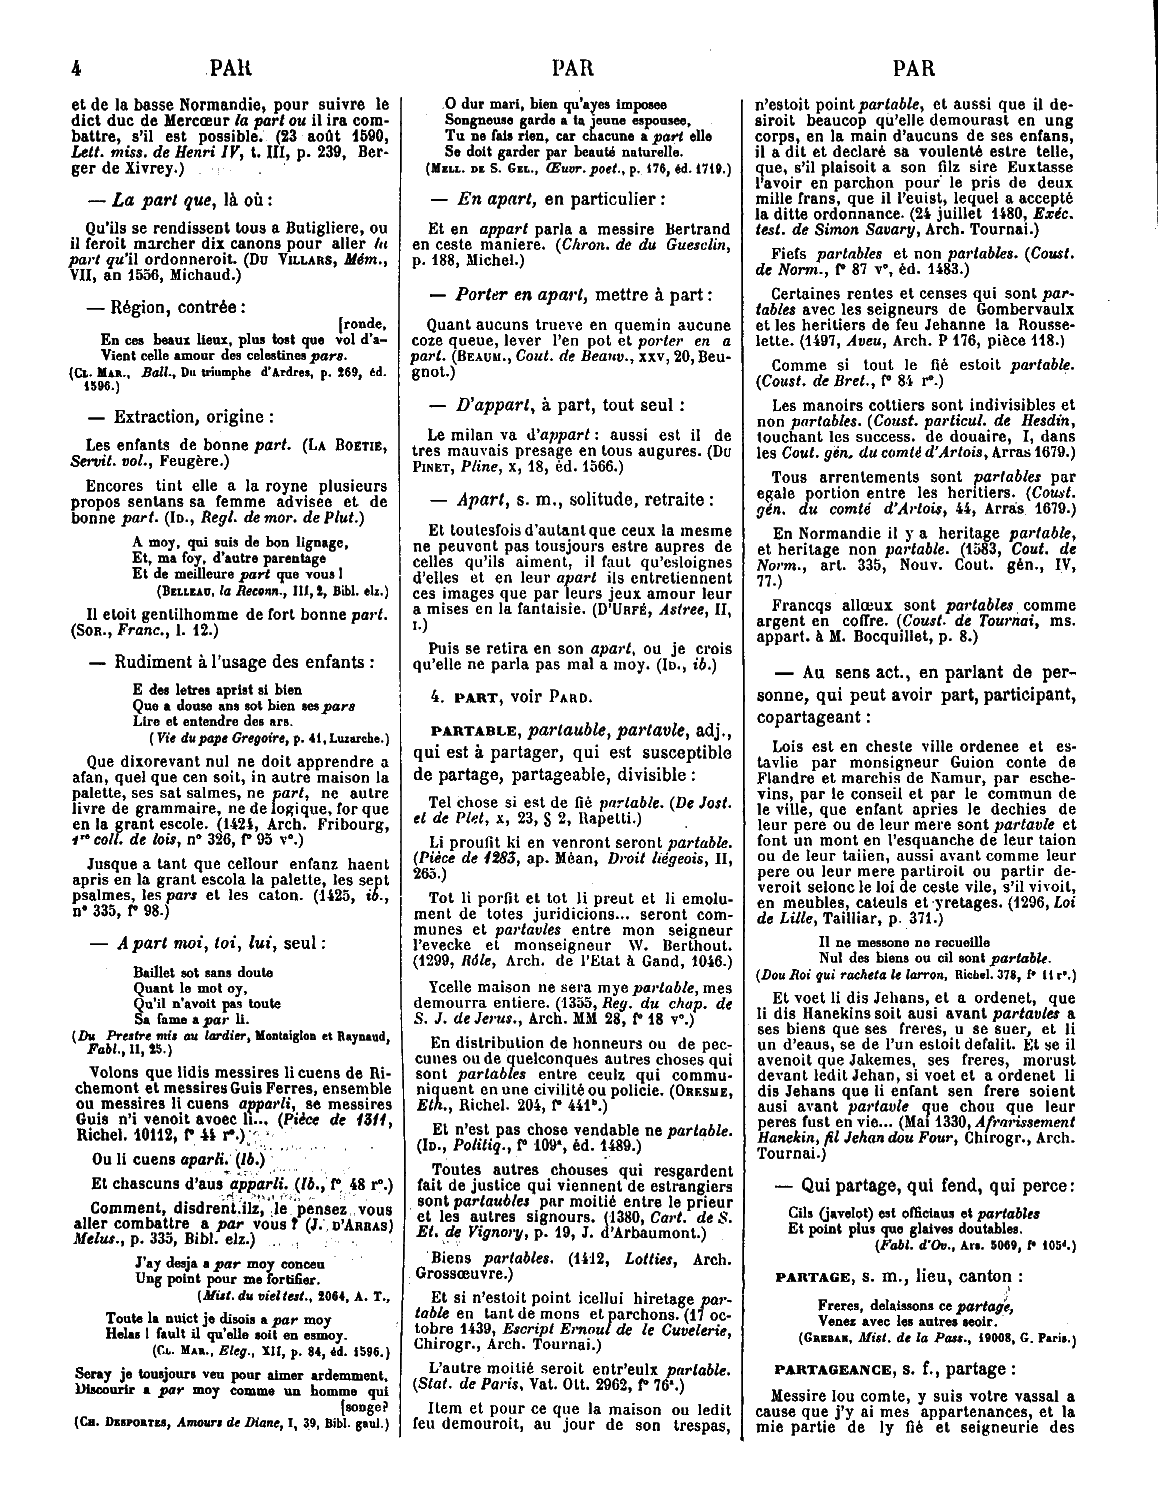 4 PAR PAR PAR
et de la basse Normandie, pour suivre le
dict duc de Mercœur la part ou il ira com-
battre, s'il est possible. (23 août 1590,
Lett. miss. de Henri IV, t. III, p. 239, Ber-
ger de Xivrey.)
— La part que, là où :
Qu'ils se rendissent tous a Butigliere, ou
il feroit marcher dix canons pour aller la
part qu'il ordonneroit. (DU VILLARS, Mém.,
VII, an 1556, Michaud.)
— Région, contrée :
[ronde,
En ces beaux lieux, plus tost que vol d'a-
Vient celle amour des celestines pars.
(CL. MAR., Ball., Du triumphe d'Ardres, p. 269, éd.
1596.)
— Extraction, origine :
Les enfants de bonne part. (LA BOETIE,
Servit. vol., Feugère.)
Encores tint elle a la royne plusieurs
propos sentans sa femme advisee et de
bonne part. (ID., Regl. de mor. de Plut.)
A moy, qui suis de bon lignage,
Et, ma foy, d'autre parentage
Et de meilleure part que vous !
(BELLEAU, la Reconn., III, 2, Bibl. elz.)
Il etoit gentilhomme de fort bonne part.
(SOR., Franc., l. 12.)
— Rudiment à l'usage des enfants :
E des letres aprist si bien
Que a douse ans sot bien ses pars
Lire et entendre des ars.
(Vie du pape Gregoire, p. 41, Luzarche.)
Que dixorevant nul ne doit apprendre a
afan, quel que cen soit, in autre maison la
palette, ses sat salmes, ne part, ne autre
livre de grammaire, ne de logique, for que
en la grant escole. (1424, Arch. Fribourg,
1re coll. de lois, n° 326, f° 95 v°.)
Jusque a tant que cellour enfanz haent
apris en la grant escola la palette, les sept
psalmes, les pars et les caton. (1425, ib.,
n° 335, f° 98.)
— A part moi, toi, lui, seul :
Baillet sot sans doute
Quant le mot oy,
Qu'il n'avoit pas toute
Sa fame a par li.
(Du Prestre mis au lardier, Montaiglon et Raynaud,
Fabl., II, 25.)
Volons que lidis messires li cuens de Ri-
chemont et messires Guis Ferres, ensemble
ou messires li cuens apparli, se messires
Guis n'i venoit avoec li... (Pièce de 1311,
Richel. 10112, f° 44 r°.)
Ou li cuens aparli. (Ib.)
Et chascuns d'aus apparli. (Ib., f° 48 r°.)
Comment, disdrent ilz, le pensez vous
aller combattre a par vous ? (J. D'ARRAS)
Melus., p. 335, Bibl. elz.)
J'ay desja a par moy conceu
Ung point pour me fortifier.
(Mist. du viel test., 2064, A. T.,
Toute la nuict je disois a par moy
Helas ! fault il qu'elle soit en esmoy.
(CL. MAR., Eleg., XII, p. 84, éd. 1596.)
Seray je tousjours veu pour aimer ardemment,
Discourir a par moy comme un homme qui
[songe?
(CH. DESPORTES, Amours de Diane, I, 39, Bibl. gaul.)
O dur mari, bien qu'ayes imposee
Songneuse garde a ta jeune espousee,
Tu ne fais rien, car chacune a part elle
Se doit garder par beauté naturelle.
(MELL. DE S. GEL., Œuvr. poet., p. 176, éd. 1719.)
— En apart, en particulier :
Et en appart parla a messire Bertrand
en ceste maniere. (Chron. de du Guesclin,
p. 188, Michel.)
— Porter en apart, mettre à part :
Quant aucuns trueve en quemin aucune
coze queue, lever l'en pot et porter en a
part. (BEAUM., Cout. de Beauv., XXV, 20, Beu-
gnot.)
— D'appart, à part, tout seul :
Le milan va d'appart : aussi est il de
tres mauvais presage en tous augures. (DU
PINET, Pline, X, 18, éd. 1566.)
— Apart, s. m., solitude, retraite :
Et toutesfois d'autant que ceux la mesme
ne peuvent pas tousjours estre aupres de
celles qu'ils aiment, il faut qu'esloignes
d'elles et en leur apart ils entretiennent
ces images que par leurs jeux amour leur
a mises en la fantaisie. (D'URFÉ, Astree, II,
I.)
Puis se retira en son apart, ou je crois
qu'elle ne parla pas mal a moy. (ID., ib.)
4. PART, voir PARD.
PARTABLE, partauble, partavle, adj.,
qui est à partager, qui est susceptible
de partage, partageable, divisible :
Tel chose si est de fié partable. (De Jost.
et de Plet, X, 23, § 2, Rapetti.)
Li proufit ki en venront seront partable.
(Pièce de 1283, ap. Méan, Droit liégeois, II,
265.)
Tot li porfit et tot li preut et li emolu-
ment de totes juridicions... seront com-
munes et partavles entre mon seigneur
l'evecke et monseigneur W. Berthout.
(1299, Rôle, Arch. de l'Etat à Gand, 1046.)
Ycelle maison ne sera mye partable, mes
demourra entiere. (1355, Reg. du chap. de
S. J. de Jerus., Arch. MM 28, f° 18 v°.)
En distribution de honneurs ou de pec-
cunes ou de quelconques autres choses qui
sont partables entre ceulz qui commu-
niquent en une civilité ou policie. (ORESME,
Eth., Richel. 204, f° 441b.)
Et n'est pas chose vendable ne partable.
(ID., Politiq., f° 109a, éd. 1489.)
Toutes autres chouses qui resgardent
fait de justice qui viennent de estrangiers
sont partaubles par moitié entre le prieur
et les autres signours. (1380, Cart. de S.
Et. de Vignory, p. 19, J. d'Arbaumont.)
Biens partables. (1412, Lotties, Arch.
Grossœuvre.)
Et si n'estoit point icellui hiretage par-
table en tant de mons et parchons. (17 oc-
tobre 1439, Escript Ernoul de le Cuvelerie,
Chirogr., Arch. Tournai.)
L'autre moitié seroit entr'eulx partable.
(Stat. de Paris, Vat. Ott. 2962, f° 76a.)
Item et pour ce que la maison ou ledit
feu demouroit, au jour de son trespas,
n'estoit point partable, et aussi que il de-
siroit beaucop qu'elle demourast en ung
corps, en la main d'aucuns de ses enfans,
il a dit et declaré sa voulenté estre telle,
que, s'il plaisoit a son filz sire Euxtasse
l'avoir en parchon pour le pris de deux
mille frans, que il l'euist, lequel a accepté
la ditte ordonnance. (24 juillet 1480, Exéc.
test. de Simon Savary, Arch. Tournai.)
Fiefs partables et non partables. (Coust.
de Norm., f° 87 v°, éd. 1483.)
Certaines rentes et censes qui sont par-
tables avec les seigneurs de Gombervaulx
et les heritiers de feu Jehanne la Rousse-
lette. (1497, Aveu, Arch. P 176, pièce 118.)
Comme si tout le fié estoit partable.
(Coust. de Bret., f° 84 r°.)
Les manoirs cottiers sont indivisibles et
non partables. (Coust. particul. de Hesdin,
touchant les success. de douaire, I, dans
les Cout. gén. du comté d'Artois, Arras 1679.)
Tous arrentements sont partables par
egale portion entre les heritiers. (Coust.
gén. du comté d'Artois, 44, Arras 1679.)
En Normandie il y a heritage partable,
et heritage non partable. (1583, Cout. de
Norm., art. 335, Nouv. Cout. gén., IV,
77.)
Francqs allœux sont partables comme
argent en coffre. (Coust. de Tournai, ms.
appart. à M. Bocquillet, p. 8.)
— Au sens act., en parlant de per-
sonne, qui peut avoir part, participant,
copartageant :
Lois est en cheste ville ordenee et es-
tavlie par monsigneur Guion conte de
Flandre et marchis de Namur, par esche-
vins, par le conseil et par le commun de
le ville, que enfant apries le dechies de
leur pere ou de leur mere sont partavle et
font un mont en l'esquanche de leur taion
ou de leur taiien, aussi avant comme leur
pere ou leur mere partiroit ou partir de-
veroit selonc le loi de ceste vile, s'il vivoit,
en meubles, cateuls et yretages. (1296, Loi
de Lille, Tailliar, p. 371.)
Il ne messone ne recueille
Nul des biens ou cil sont partable.
(Dou Roi qui racheta le larron, Richel. 378, f° 11 r°.)
Et voet li dis Jehans, et a ordenet, que
li dis Hanekins soit ausi avant partavles a
ses biens que ses freres, u se suer, et li
un d'eaus, se de l'un estoit defalit. Et se il
avenoit que Jakemes, ses freres, morust
devant ledit Jehan, si voet et a ordenet li
dis Jehans que li enfant sen frere soient
ausi avant partavle que chou que leur
peres fust en vie... (Mai 1330, Afrarissement
Hanekin, fil Jehan dou Four, Chirogr., Arch.
Tournai.)
— Qui partage, qui fend, qui perce :
Cils (javelot) est officiaus et partables
Et point plus que glaives doutables.
(Fabl. d'Ov., Ars. 5069, f° 105d.)
PARTAGE, s. m., lieu, canton :
Freres, delaissons ce partage,
Venez avec les autres seoir.
(GREBAN, Mist. de la Pass., 19008, G. Paris.)
PARTAGEANCE, s. f., partage :
Messire lou comte, y suis votre vassal a
cause que j'y ai mes appartenances, et la
mie partie de ly fié et seigneurie des